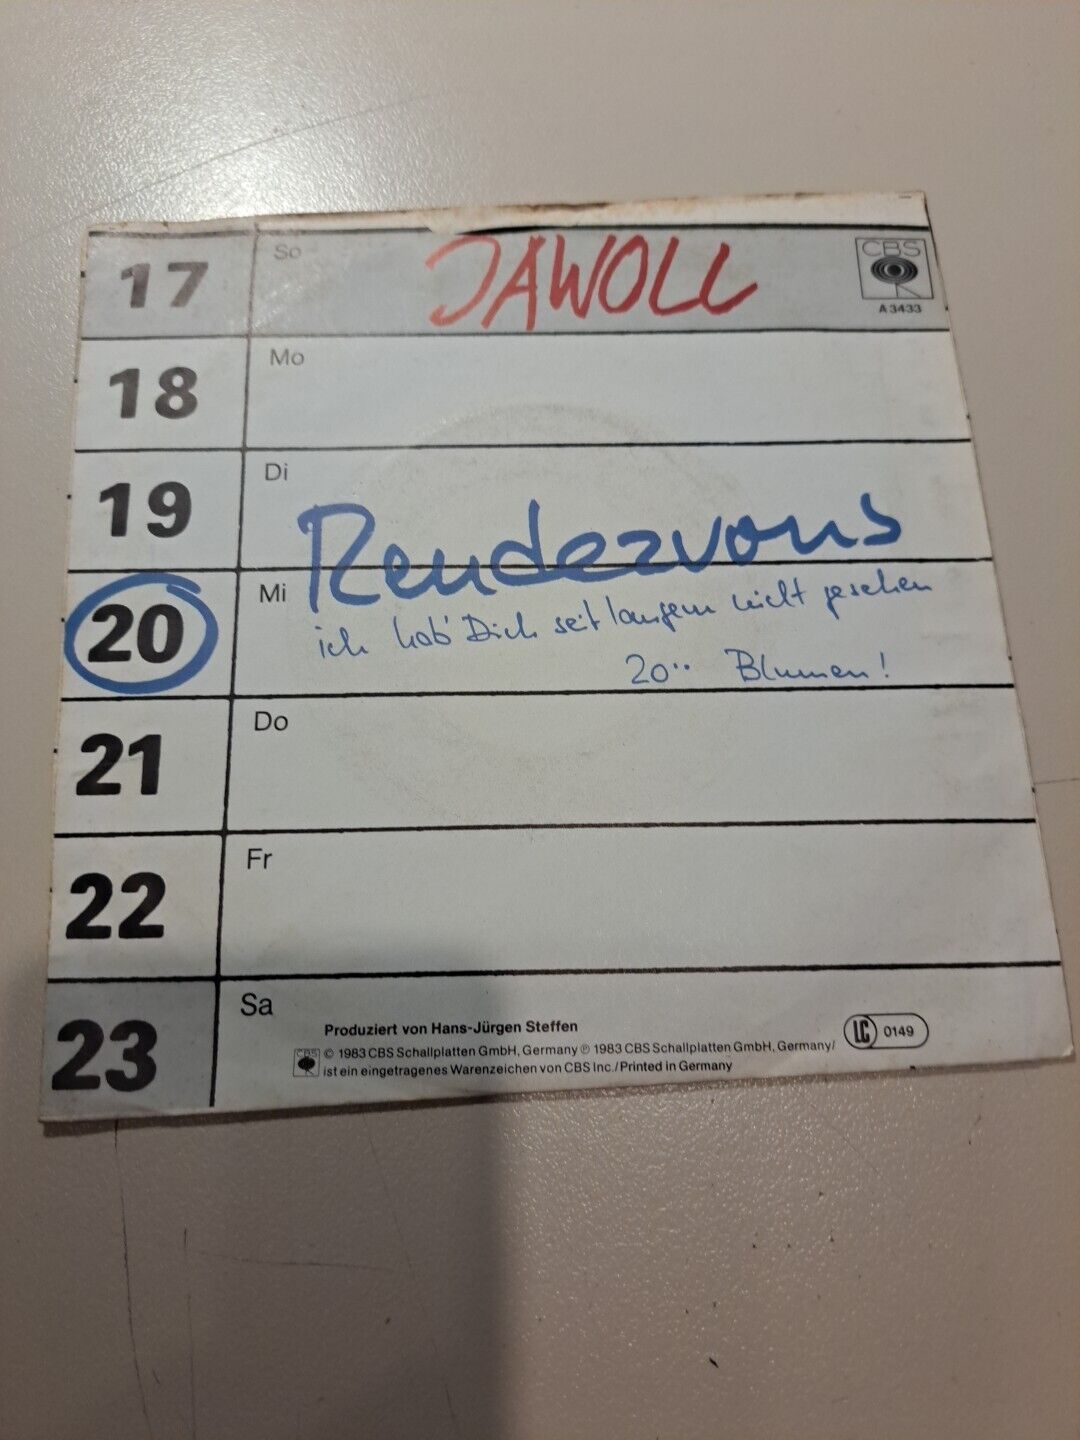 17 So JAWOLL CBS
A 3433
18 Mo
19 Di
Rendezvous
20 Mi
ich hab' Dich seit langem nicht gesehen
20°° Blumen!
21 Do
22 Fr
23 Sa
Produziert von Hans-Jürgen Steffen
LC 0149
CBS © 1983 CBS Schallplatten GmbH, Germany ℗ 1983 CBS Schallplatten GmbH, Germany/
ist ein eingetragenes Warenzeichen von CBS Inc./Printed in Germany